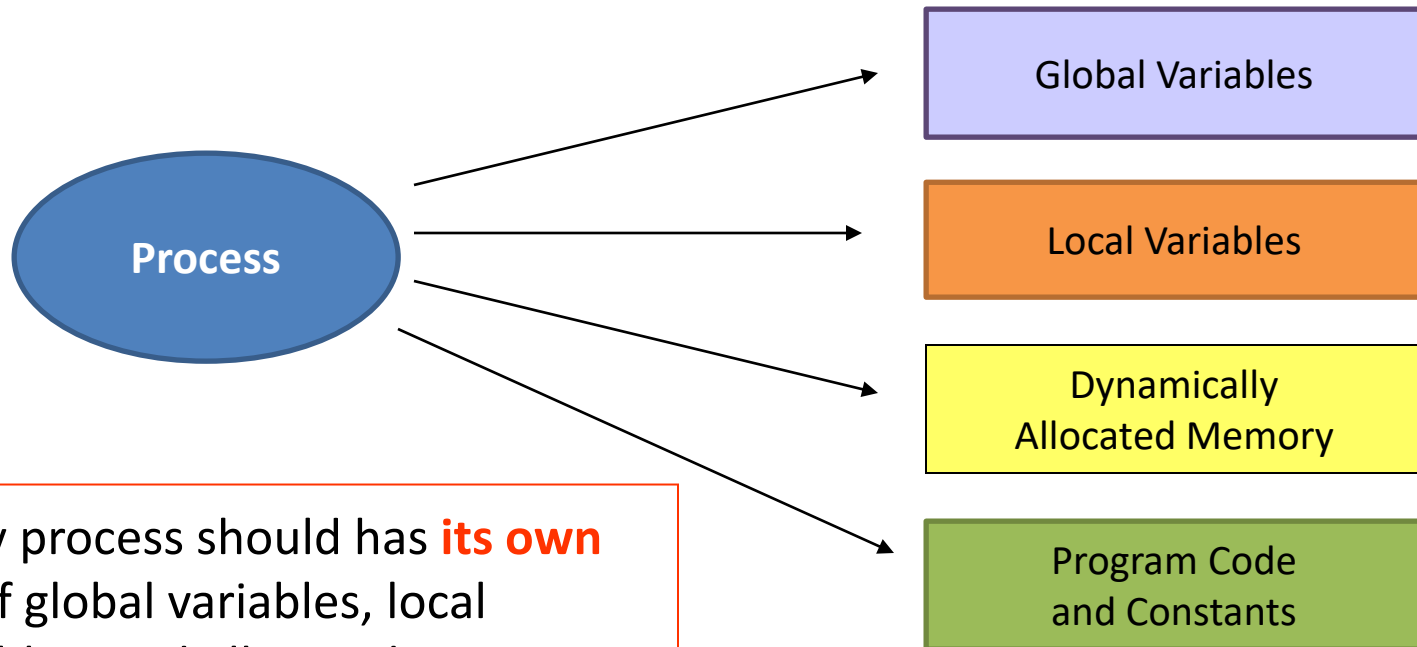 Global Variables
Process
Local Variables
Dynamically
Allocated Memory
Program Code
and Constants
process should has its own
global variables, local